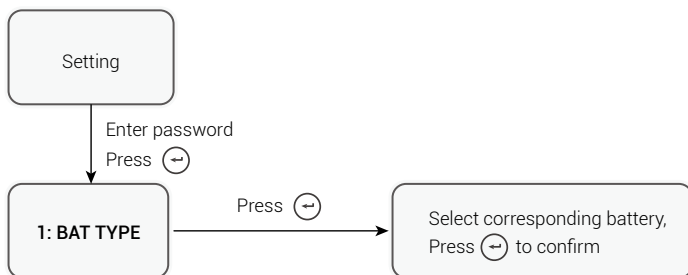 Setting
Enter password
Press
1: BAT TYPE
Press
Select corresponding battery,
Press to confirm